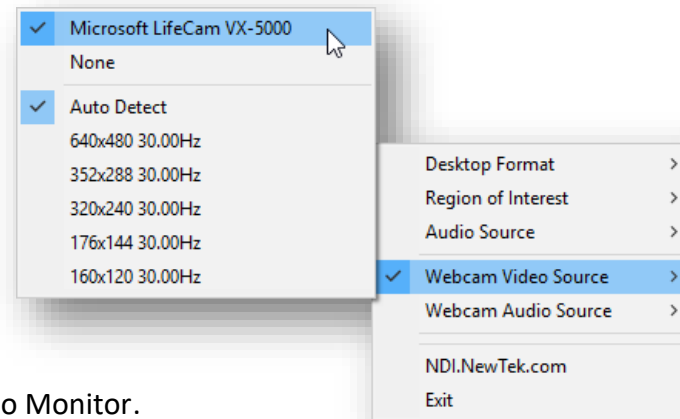 Microsoft LifeCam VX-5000
None
Auto Detect
640x480 30.00Hz
352x288 30.00Hz
320x240 30.00Hz
176x144 30.00Hz
160x120 30.00Hz
Desktop Format
Region of Interest
Audio Source
Webcam Video Source
Webcam Audio Source
NDI.NewTek.com
Exit
o Monitor.